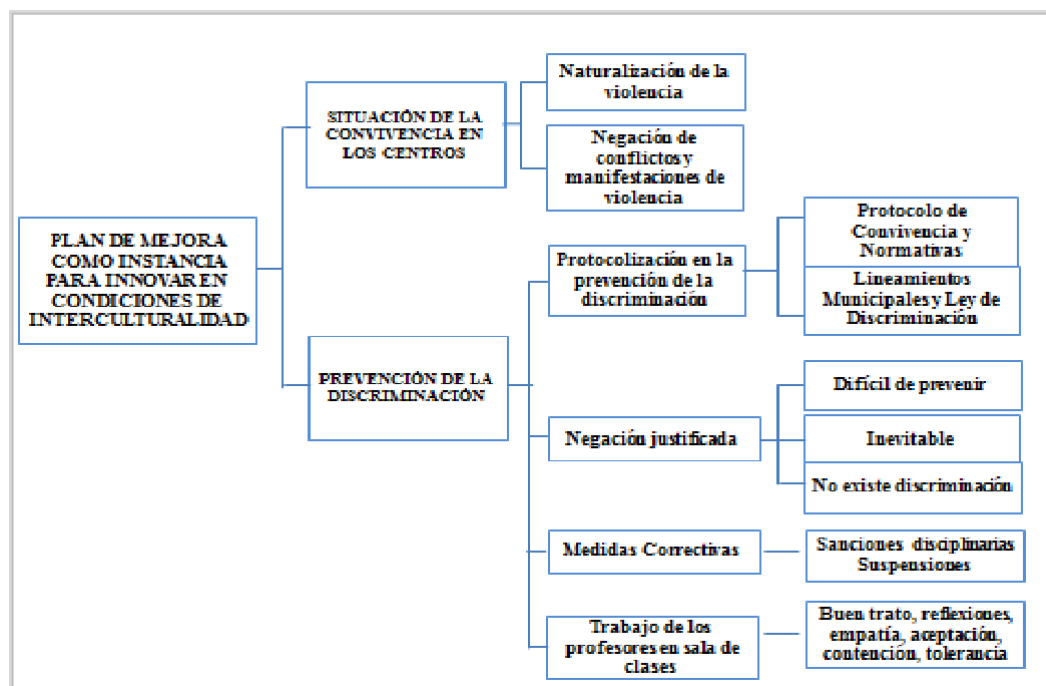 PLAN DE MEJORA
COMO INSTANCIA
PARA INNOVAR EN
CONDICIONES DE
INTERCULTURALIDAD
SITUACIÓN DE LA
CONVIVENCIA EN
LOS CENTROS
Naturalización de la
violencia
Negación de
conflictos y
manifestaciones de
violencia
PREVENCIÓN DE LA
DISCRIMINACIÓN
Protocolización en la
prevención de la
discriminación
Protocolo de
Convivencia y
Normativas
Lineamientos
Municipales y Ley de
Discriminación
Negación justificada
Difícil de prevenir
Inevitable
No existe discriminación
Medidas Correctivas
Sanciones disciplinarias
Suspensiones
Trabajo de los
profesores en sala de
clases
Buen trato, reflexiones,
empatía, aceptación,
contención, tolerancia